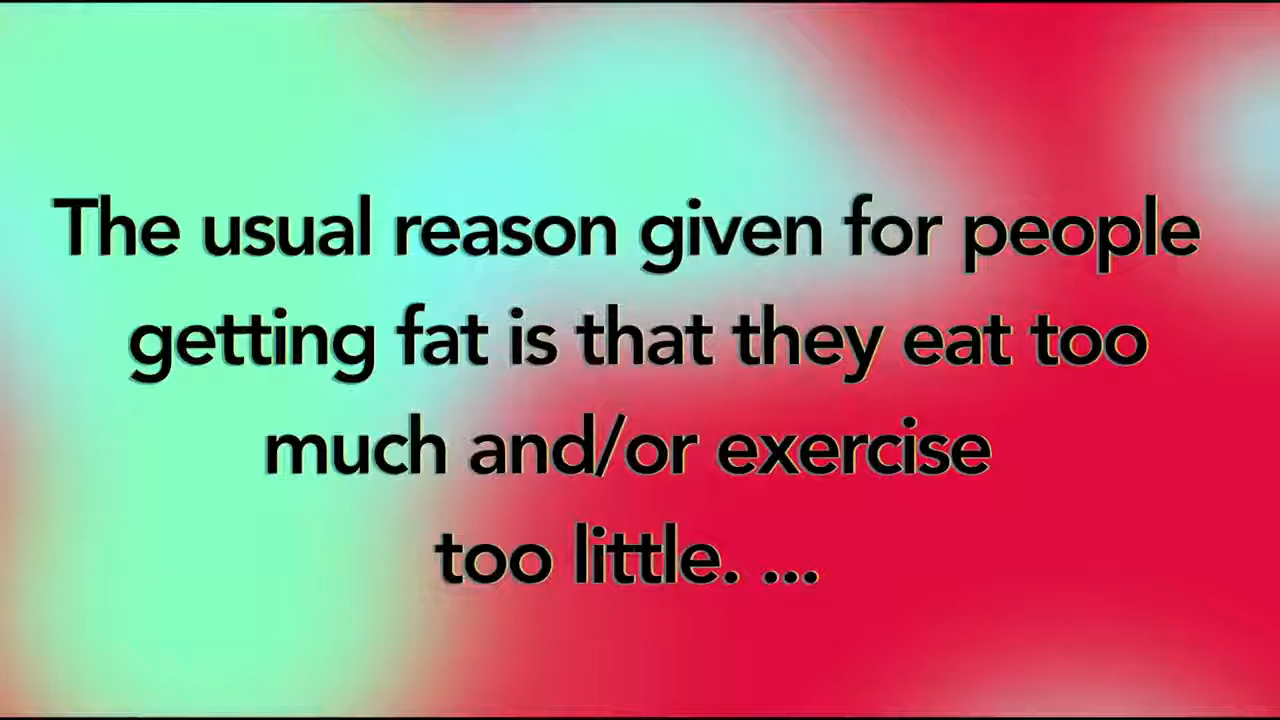 The usual reason given for people
getting fat is that they eat too
much and/or exercise
too little. ...